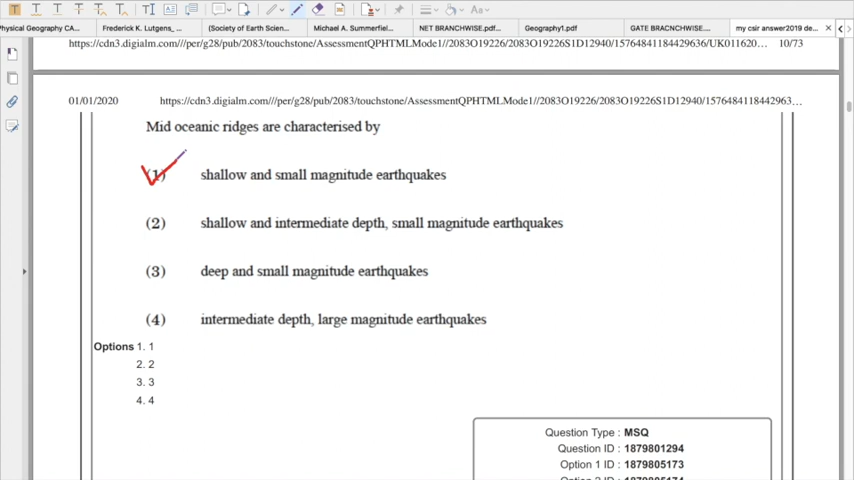 Aa
Physical Geography CA...
Frederick K. Lutgens,_ ...
(Society of Earth Scien...
Michael A. Summerfiel...
NET BRANCHWISE.pdf...
Geography1.pdf
GATE BRACNCHWISE....
my csir answer2019 de...
https://cdn3.digialm.com///per/g28/pub/2083/touchstone/AssessmentQPHTMLMode1//2083O19226/2083O19226S1D12940/1576484118429636/UK011620... 10/73
01/01/2020 https://cdn3.digialm.com///per/g28/pub/2083/touchstone/AssessmentQPHTMLMode1//2083O19226/2083O19226S1D12940/15764841184429636...
Mid oceanic ridges are characterised by
(1) shallow and small magnitude earthquakes
(2) shallow and intermediate depth, small magnitude earthquakes
(3) deep and small magnitude earthquakes
(4) intermediate depth, large magnitude earthquakes
Options 1. 1
2. 2
3. 3
4. 4
Question Type : MSQ
Question ID : 1879801294
Option 1 ID : 1879805173